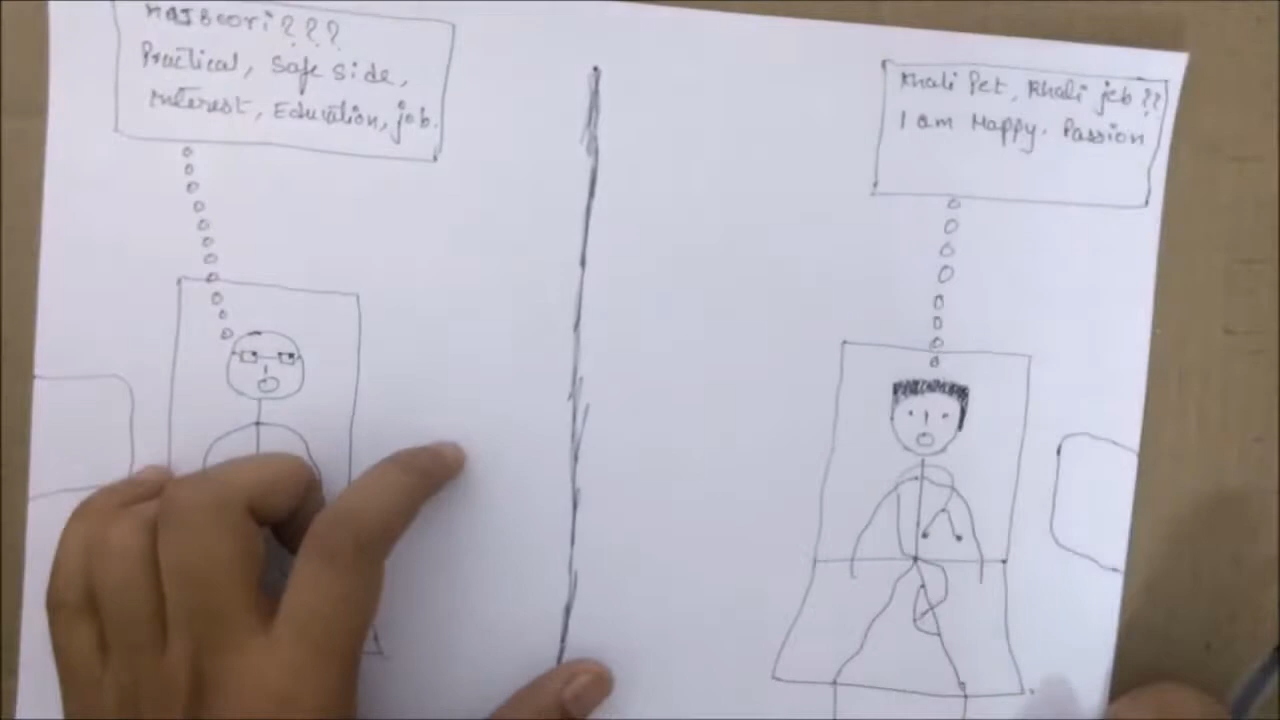 Majboori ???
Practical, Safe side,
Interest, Education, job.
Khali Pet, Khali jeb ??
I am Happy. Passion